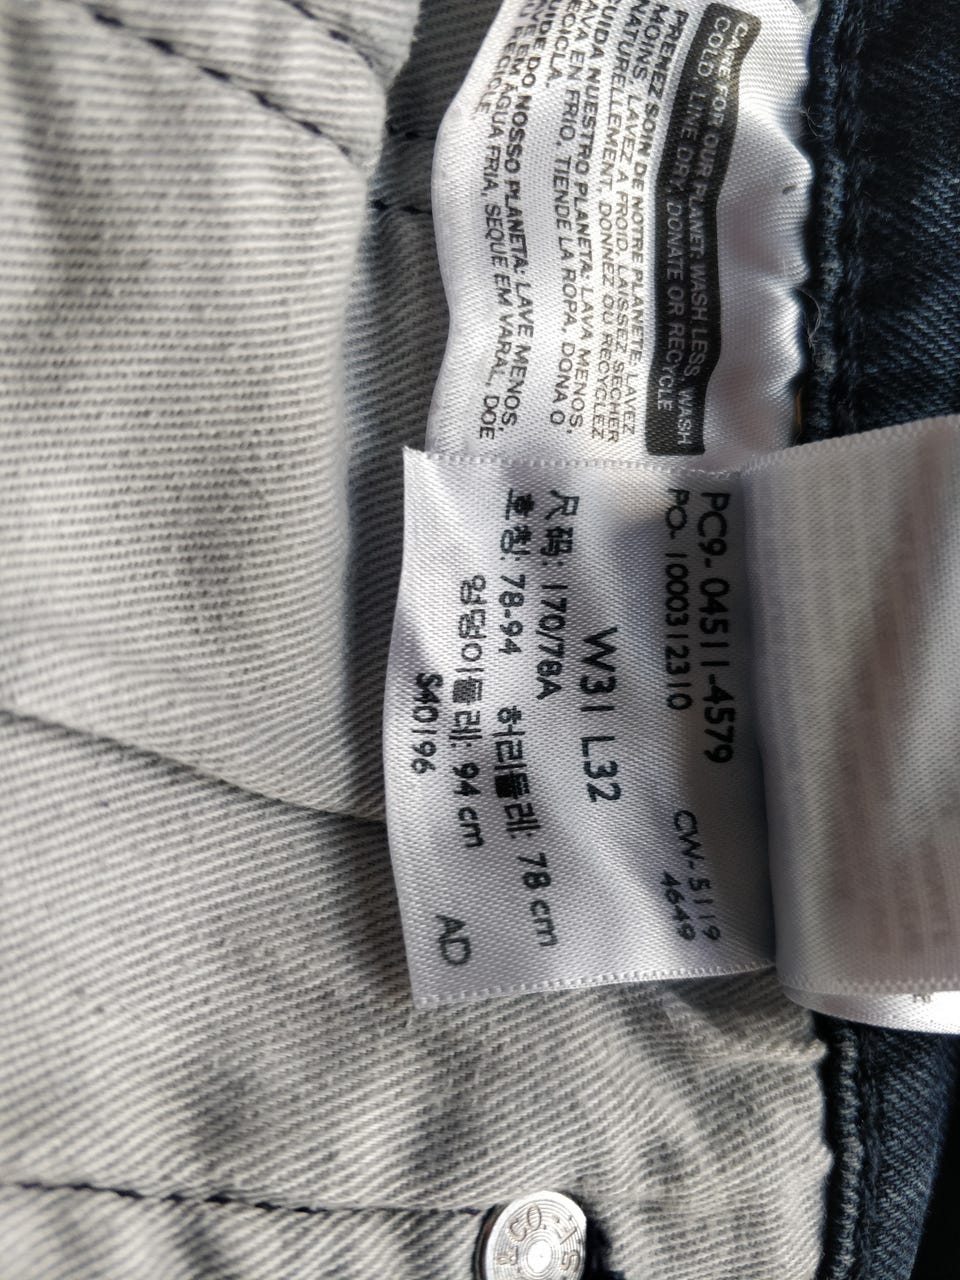 CARE FOR OUR PLANET: WASH LESS, WASH
COLD, LINE DRY, DONATE OR RECYCLE
PRENEZ SOIN DE NOTRE PLANÈTE, LAVEZ
MOINS, LAVEZ À FROID, LAISSEZ SÉCHER
NATURELLEMENT, DONNEZ OU RECYCLEZ
CUIDA NUESTRO PLANETA: LAVA MENOS,
LAVA EN FRIO, TIENDE LA ROPA, DONA O
RECICLA.
CUIDE DO NOSSO PLANETA: LAVE MENOS,
LAVE EM ÁGUA FRIA, SEQUE EM VARAL, DOE
RECICLE
PC9-04511-4579
PO- 1000312310 CW-5119
4649
W31 L32
尺码: 170/78A
호칭: 78-94 허리둘레: 78 cm
엉덩이둘레: 94 cm
S40196 AD